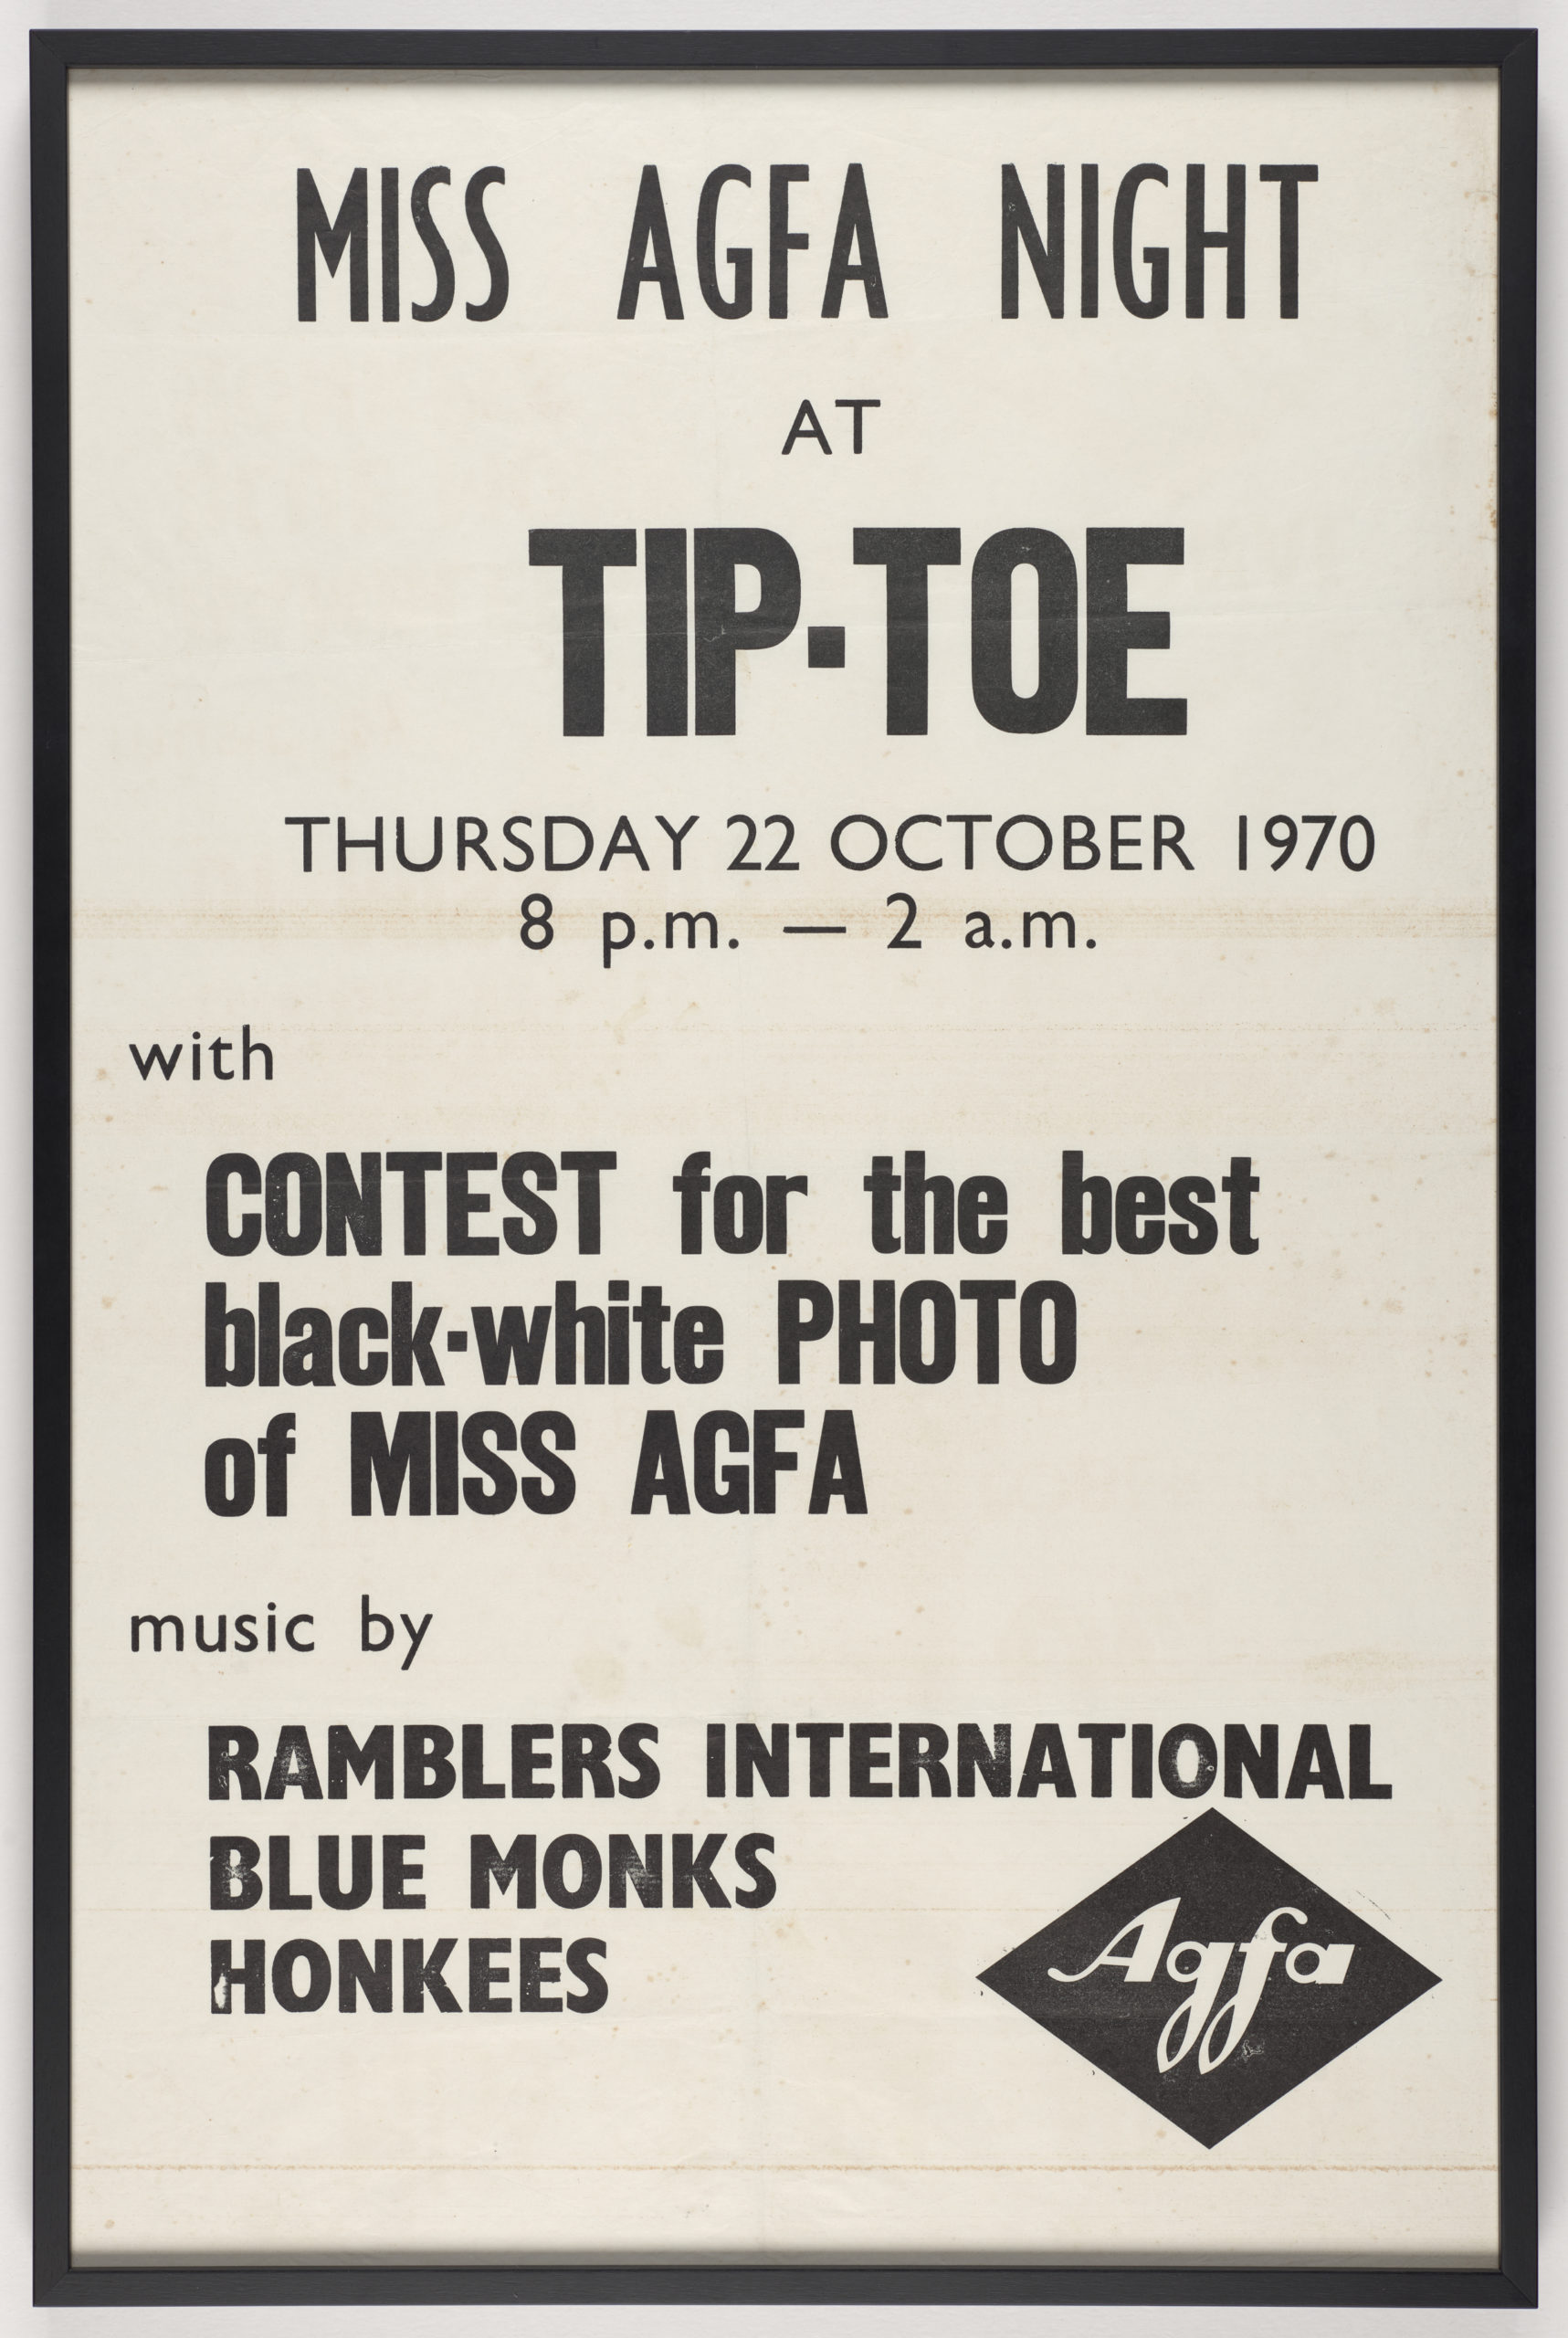 MISS AGFA NIGHT
AT
TIP-TOE
THURSDAY 22 OCTOBER 1970
8 p.m. — 2 a.m.
with
CONTEST for the best
black-white PHOTO
of MISS AGFA
music by
RAMBLERS INTERNATIONAL
BLUE MONKS
HONKEES
Agfa